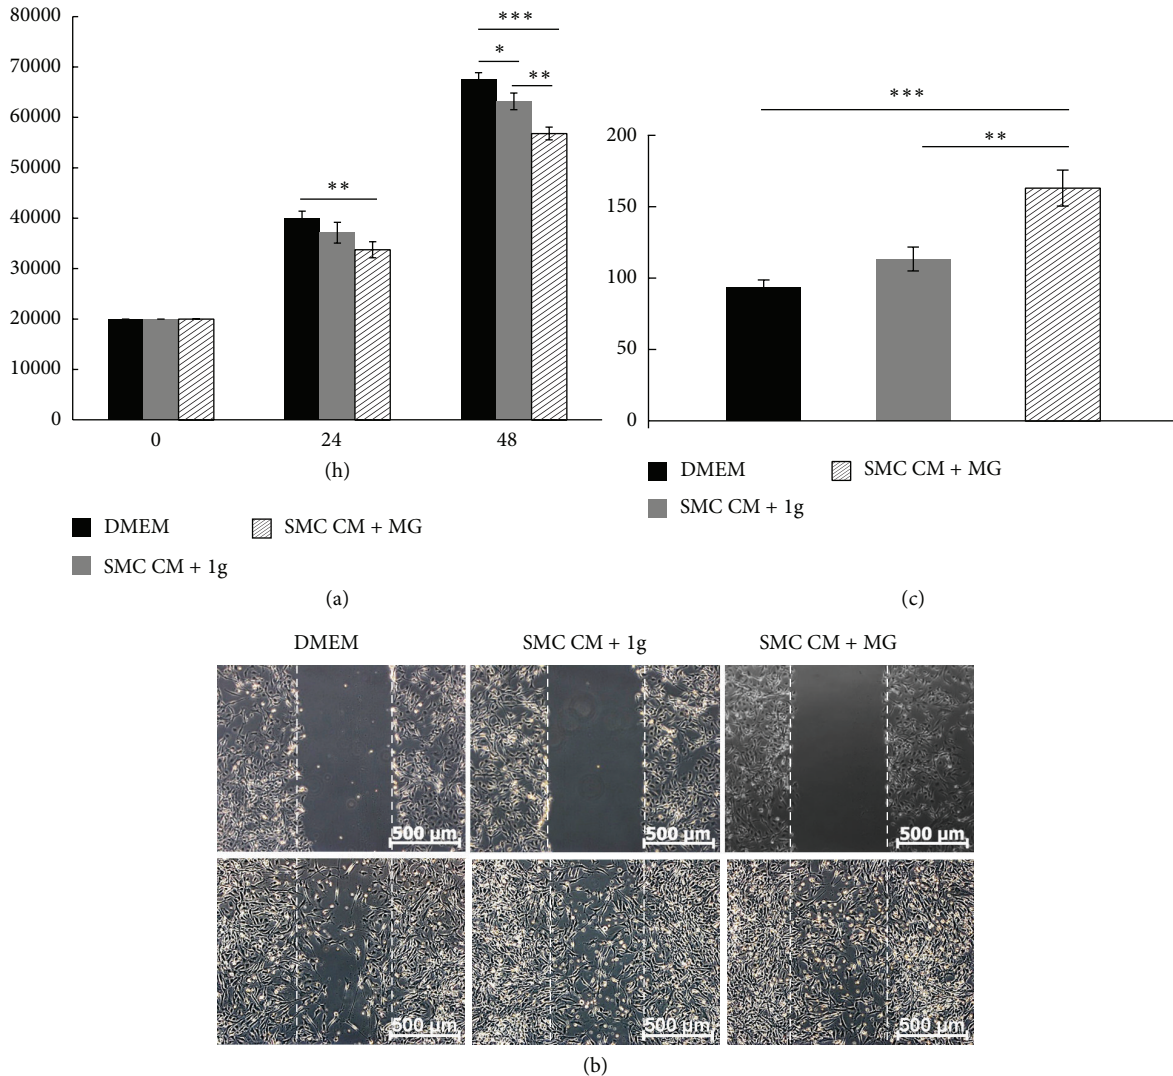 80000
70000
60000
50000
40000
30000
20000
10000
0
***
*
**
**
0 24 48
(h)
DMEM SMC CM + MG
SMC CM + 1g
(a)
***
**
200
150
100
50
0
DMEM SMC CM + MG
SMC CM + 1g
(c)
DMEM SMC CM + 1g SMC CM + MG
500 μm 500 μm 500 μm
500 μm 500 μm 500 μm
(b)